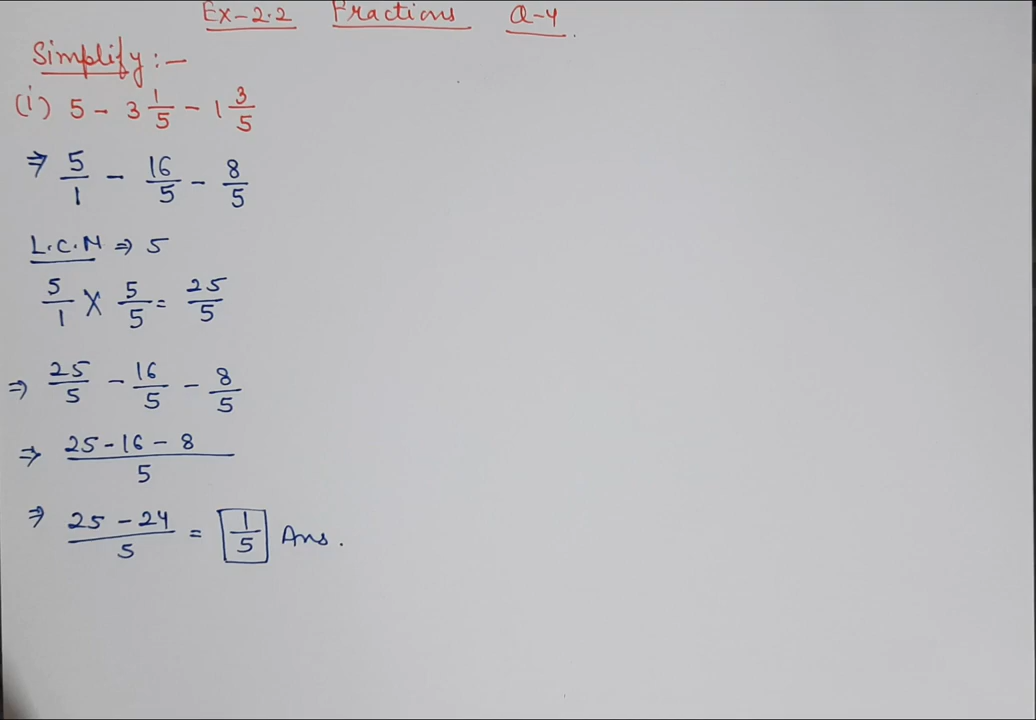 Ex-2.2 Fractions Q-4.
Simplify:-
(i) 5 - 3 1/5 - 1 3/5
⇒ 5/1 - 16/5 - 8/5
L.C.M ⇒ 5
5/1 X 5/5 = 25/5
⇒ 25/5 - 16/5 - 8/5
⇒ 25-16-8/5
⇒ 25-24/5 = 1/5 Ans.